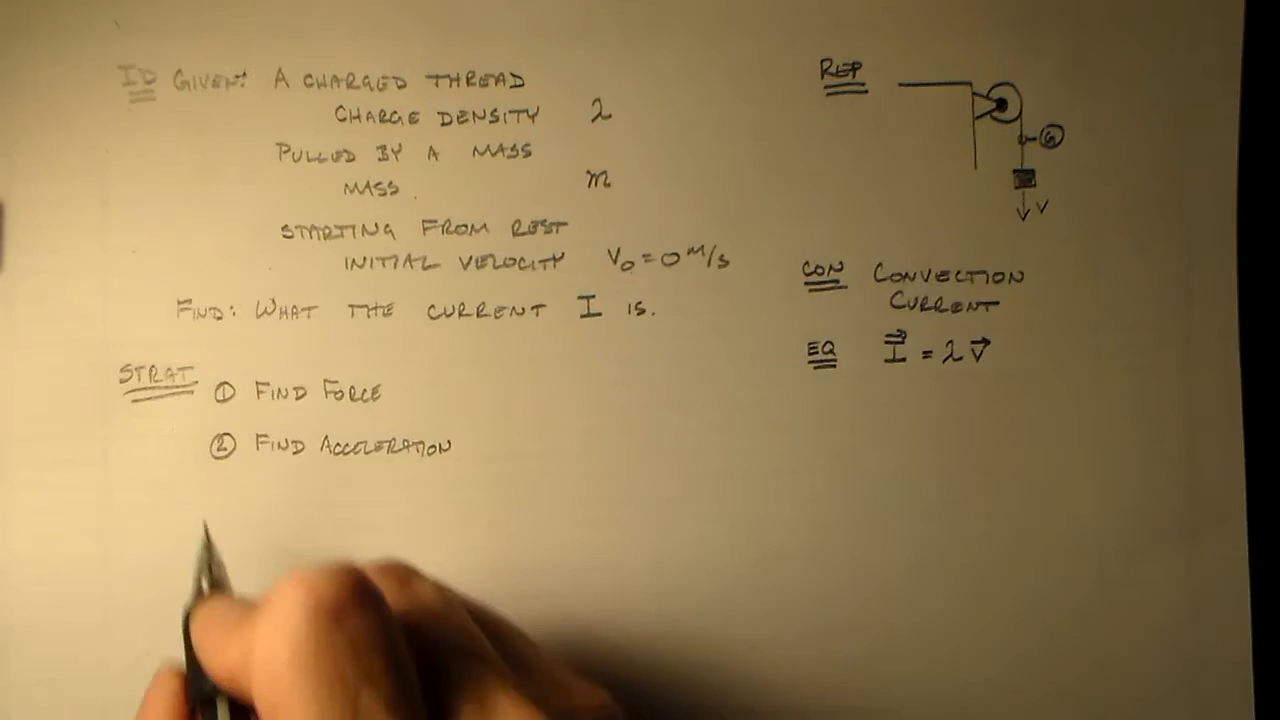 ID GIVEN: A CHARGED THREAD
CHARGE DENSITY λ
PULLED BY A MASS
MASS m
STARTING FROM REST
INITIAL VELOCITY V₀ = 0 M/S
FIND: WHAT THE CURRENT I IS.
STRAT ① FIND FORCE
② FIND ACCELERATION
REP
V
CON CONVECTION
CURRENT
EQ I⃗ = λ V⃗